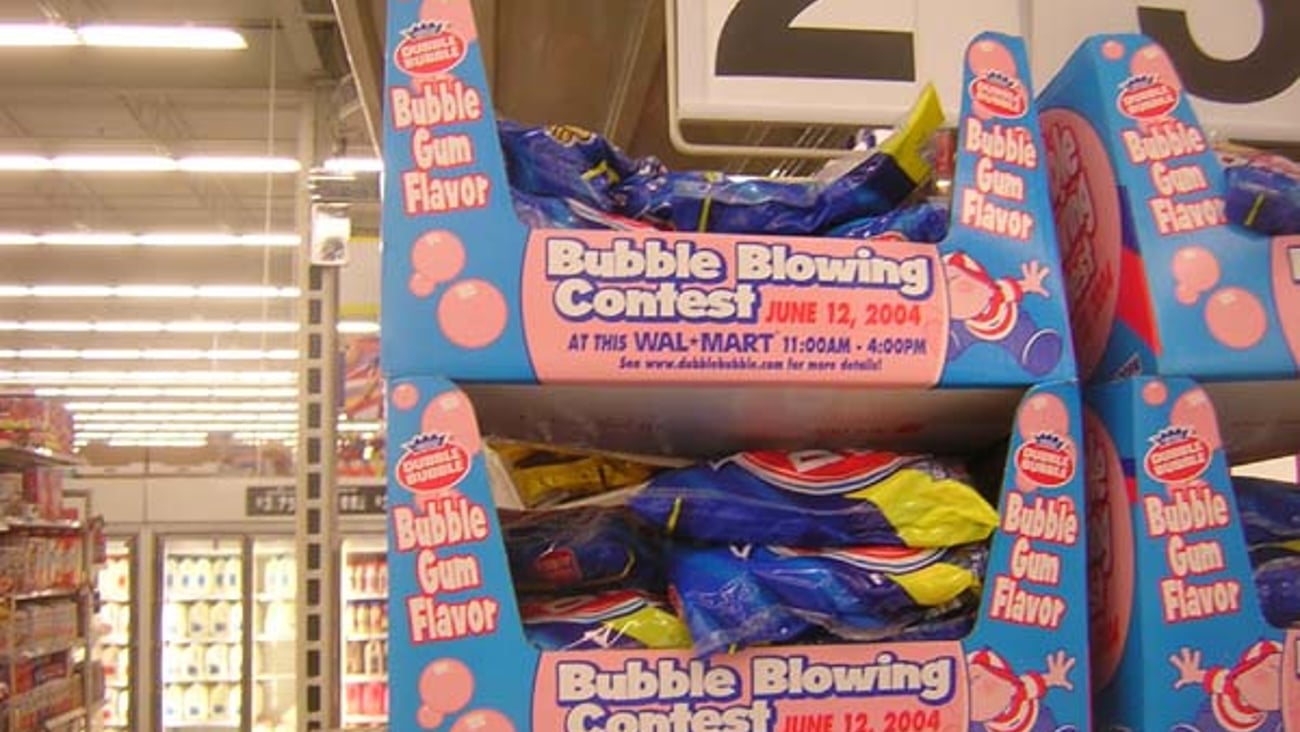 2
3
DUBBLE
BUBBLE
Bubble
Gum
Flavor
DUBBLE
BUBBLE
Bubble
Gum
Flavor
DUBBLE
BUBBLE
Bubble
Gum
Flavor
Bubble Blowing
Contest JUNE 12, 2004
AT THIS WAL★MART 11:00AM - 4:00PM
See www.dubblebubble.com for more details!
DUBBLE
BUBBLE
Bubble
Gum
Flavor
DUBBLE
BUBBLE
Bubble
Gum
Flavor
DUBBLE
BUBBLE
Bubble
Gum
Flavor
Bubble Blowing
Contest JUNE 12, 2004